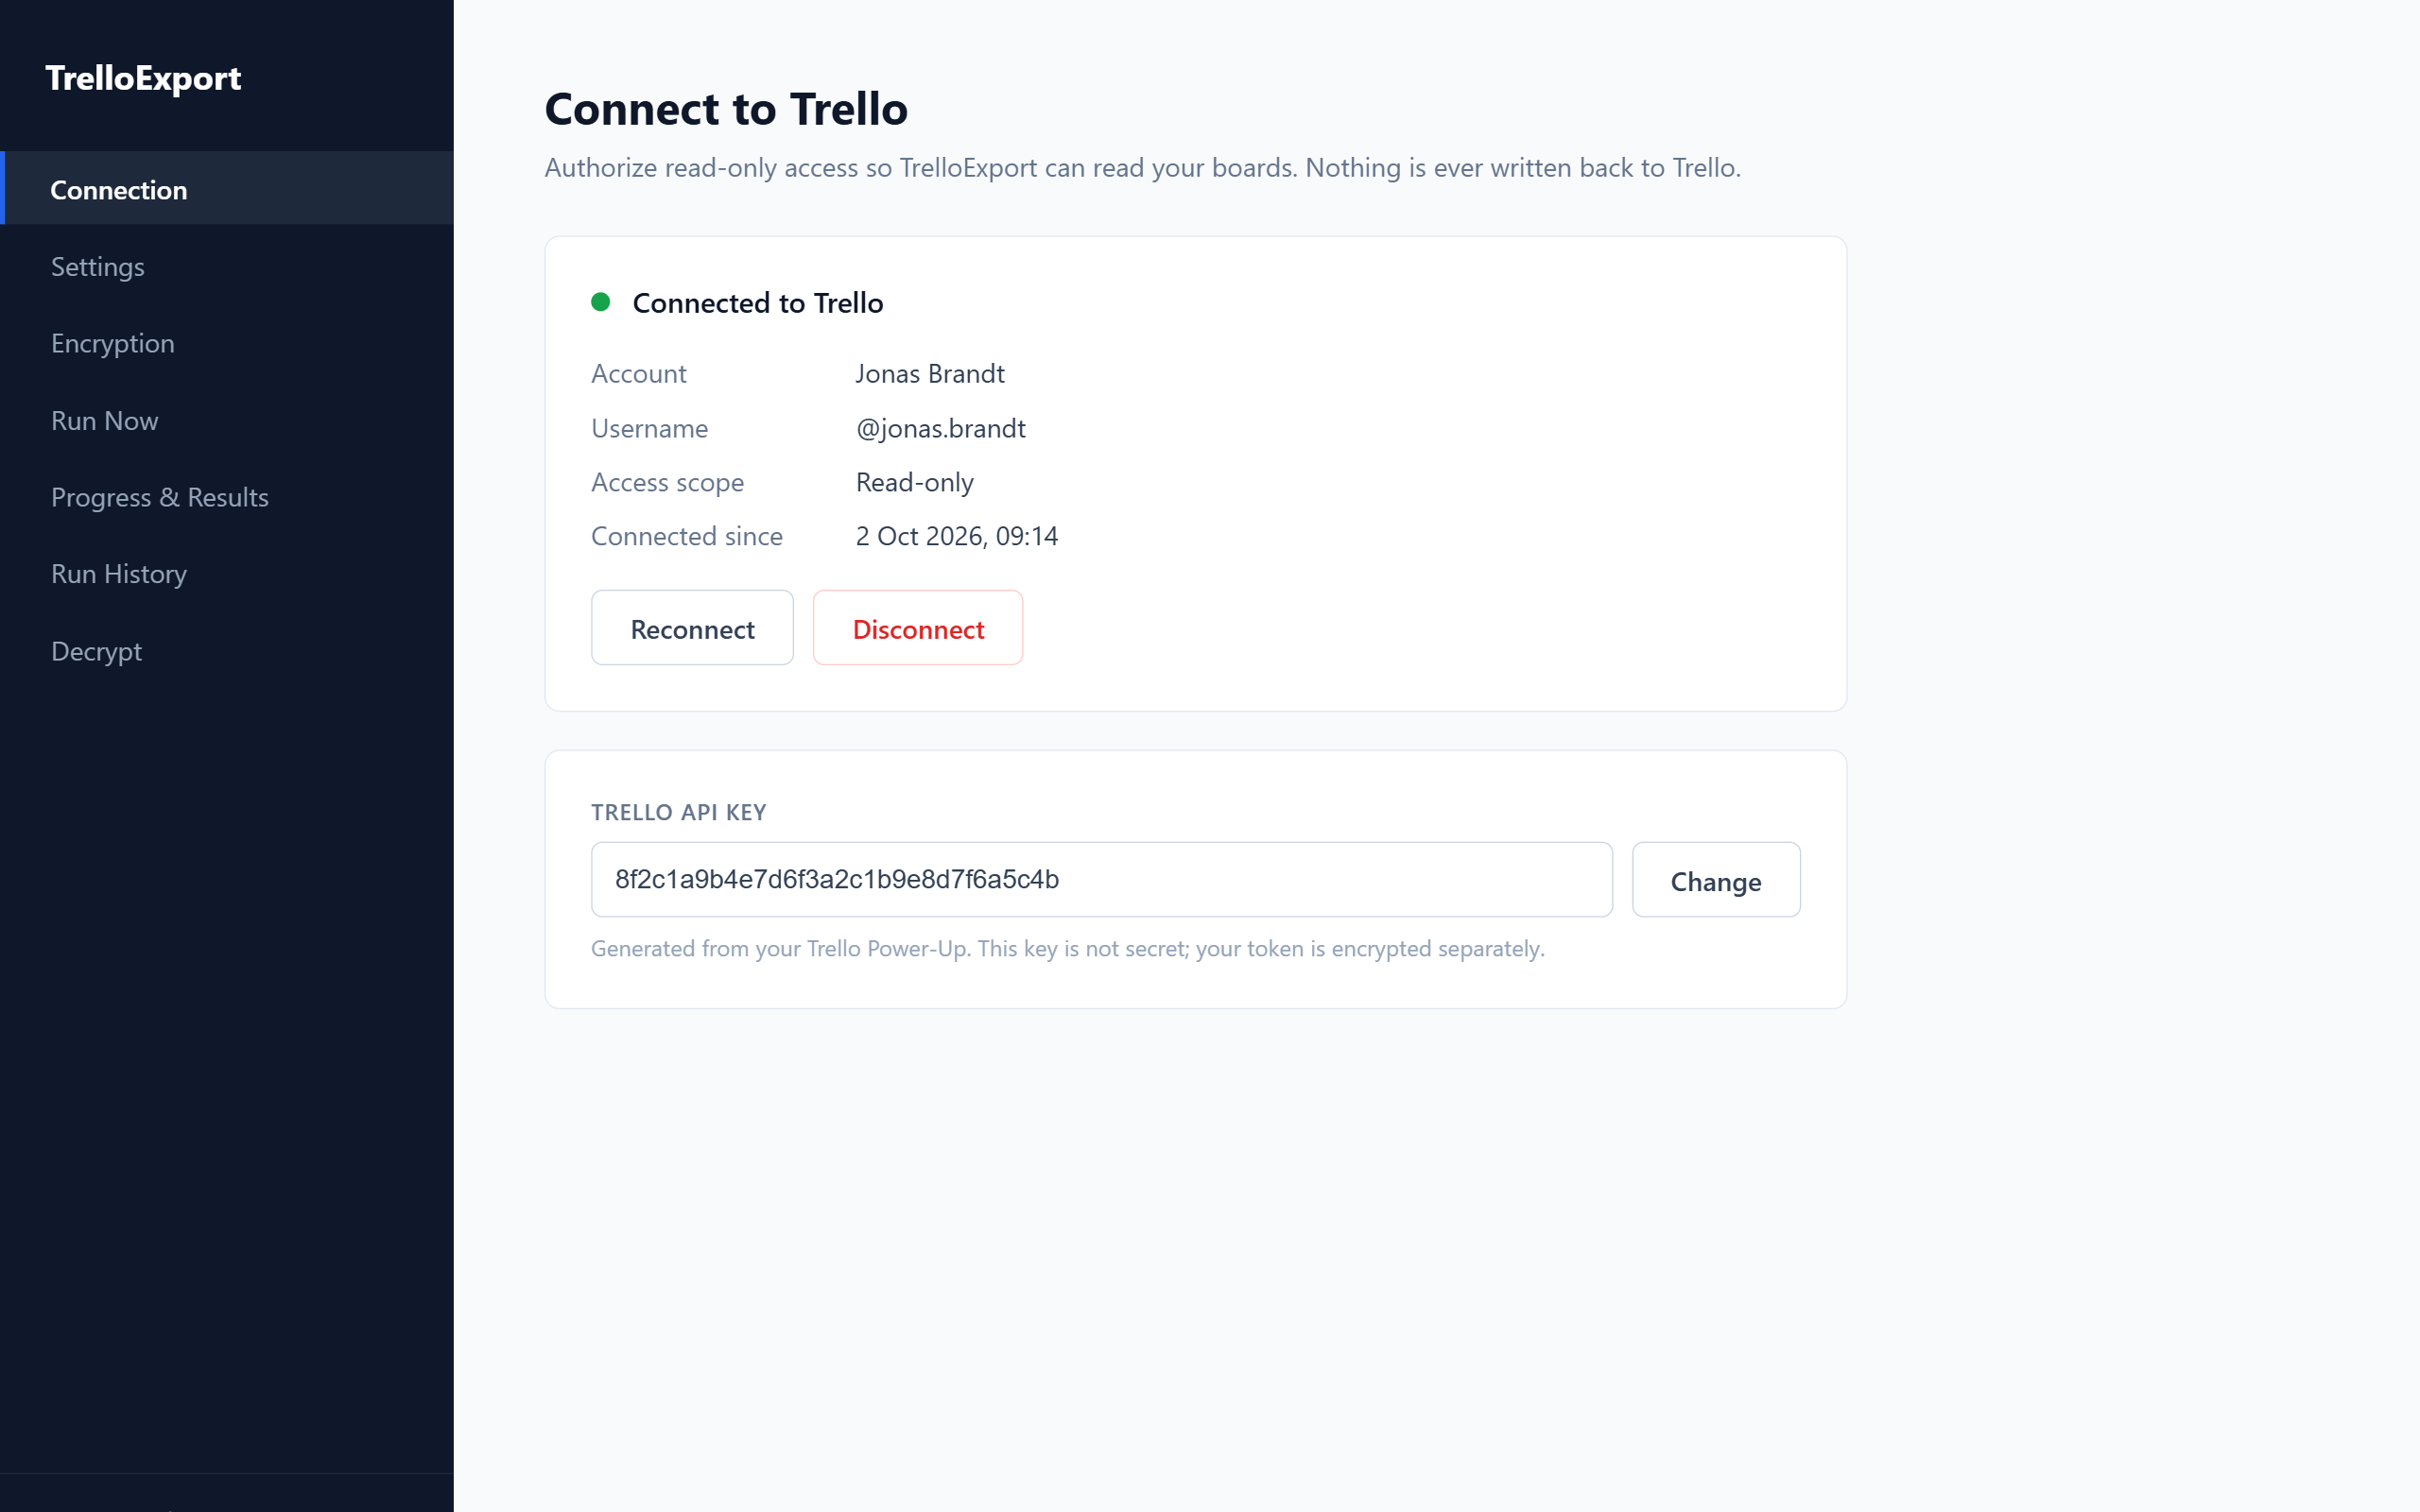 TrelloExport
Connection
Settings
Encryption
Run Now
Progress & Results
Run History
Decrypt
Connect to Trello
Authorize read-only access so TrelloExport can read your boards. Nothing is ever written back to Trello.
Connected to Trello
Account Jonas Brandt
Username @jonas.brandt
Access scope Read-only
Connected since 2 Oct 2026, 09:14
Reconnect Disconnect
TRELLO API KEY
8f2c1a9b4e7d6f3a2c1b9e8d7f6a5c4b Change
Generated from your Trello Power-Up. This key is not secret; your token is encrypted separately.